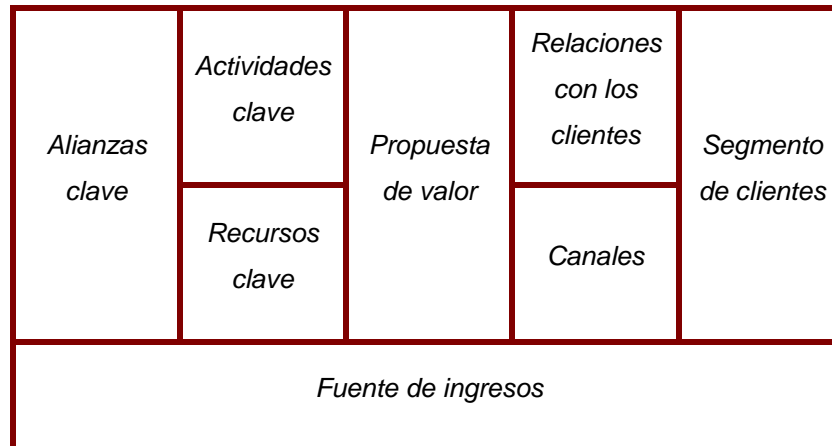 Alianzas
clave
Actividades
clave
Recursos
clave
Propuesta
de valor
Relaciones
con los
clientes
Canales
Segmento
de clientes
Fuente de ingresos